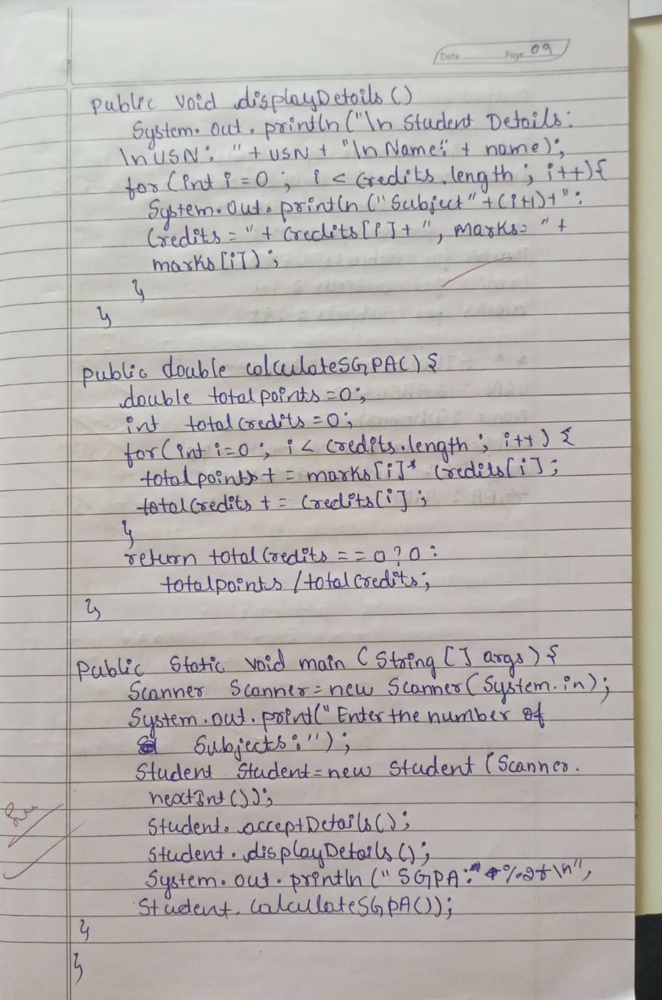 Date Page 09
public void displayDetails ()
System. out. println ("\n Student Details:
\n USN: " + USN + "\n Name:" + name);
for (int i = 0 ; i < Credits.length ; i++){
System. out. println ("Subject" +(i+1)+":
Credits = " + Credits [i] + ", marks= " +
marks [i]);
}
}
public double calculateSGPA() {
double total points = 0;
int total Credits = 0;
for (int i=0 ; i < Credits.length ; i++ ) {
total points + = marks [i] * Credits [i] ;
total Credits + = Credits [i] ;
}
return total Credits = = 0 ? 0 :
total points / total Credits ;
}
public static void main ( String [] args ) {
Scanner Scanner = new Scanner ( System. in) ;
System. out. print(" Enter the number of
Subjects : ") ;
Student Student = new Student ( Scanner.
nextInt ());
Student. acceptDetails();
Student. displayDetails ();
System. out. println (" SGPA: %.2f \n",
Student. CalculateSGPA());
}
}